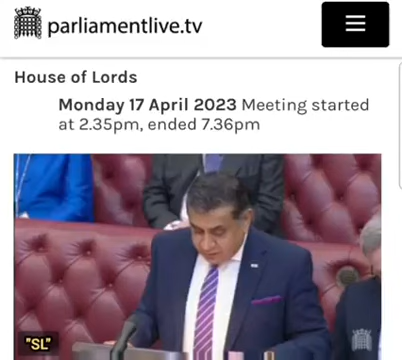 parliamentlive.tv
House of Lords
Monday 17 April 2023 Meeting started
at 2.35pm, ended 7.36pm
"SL"